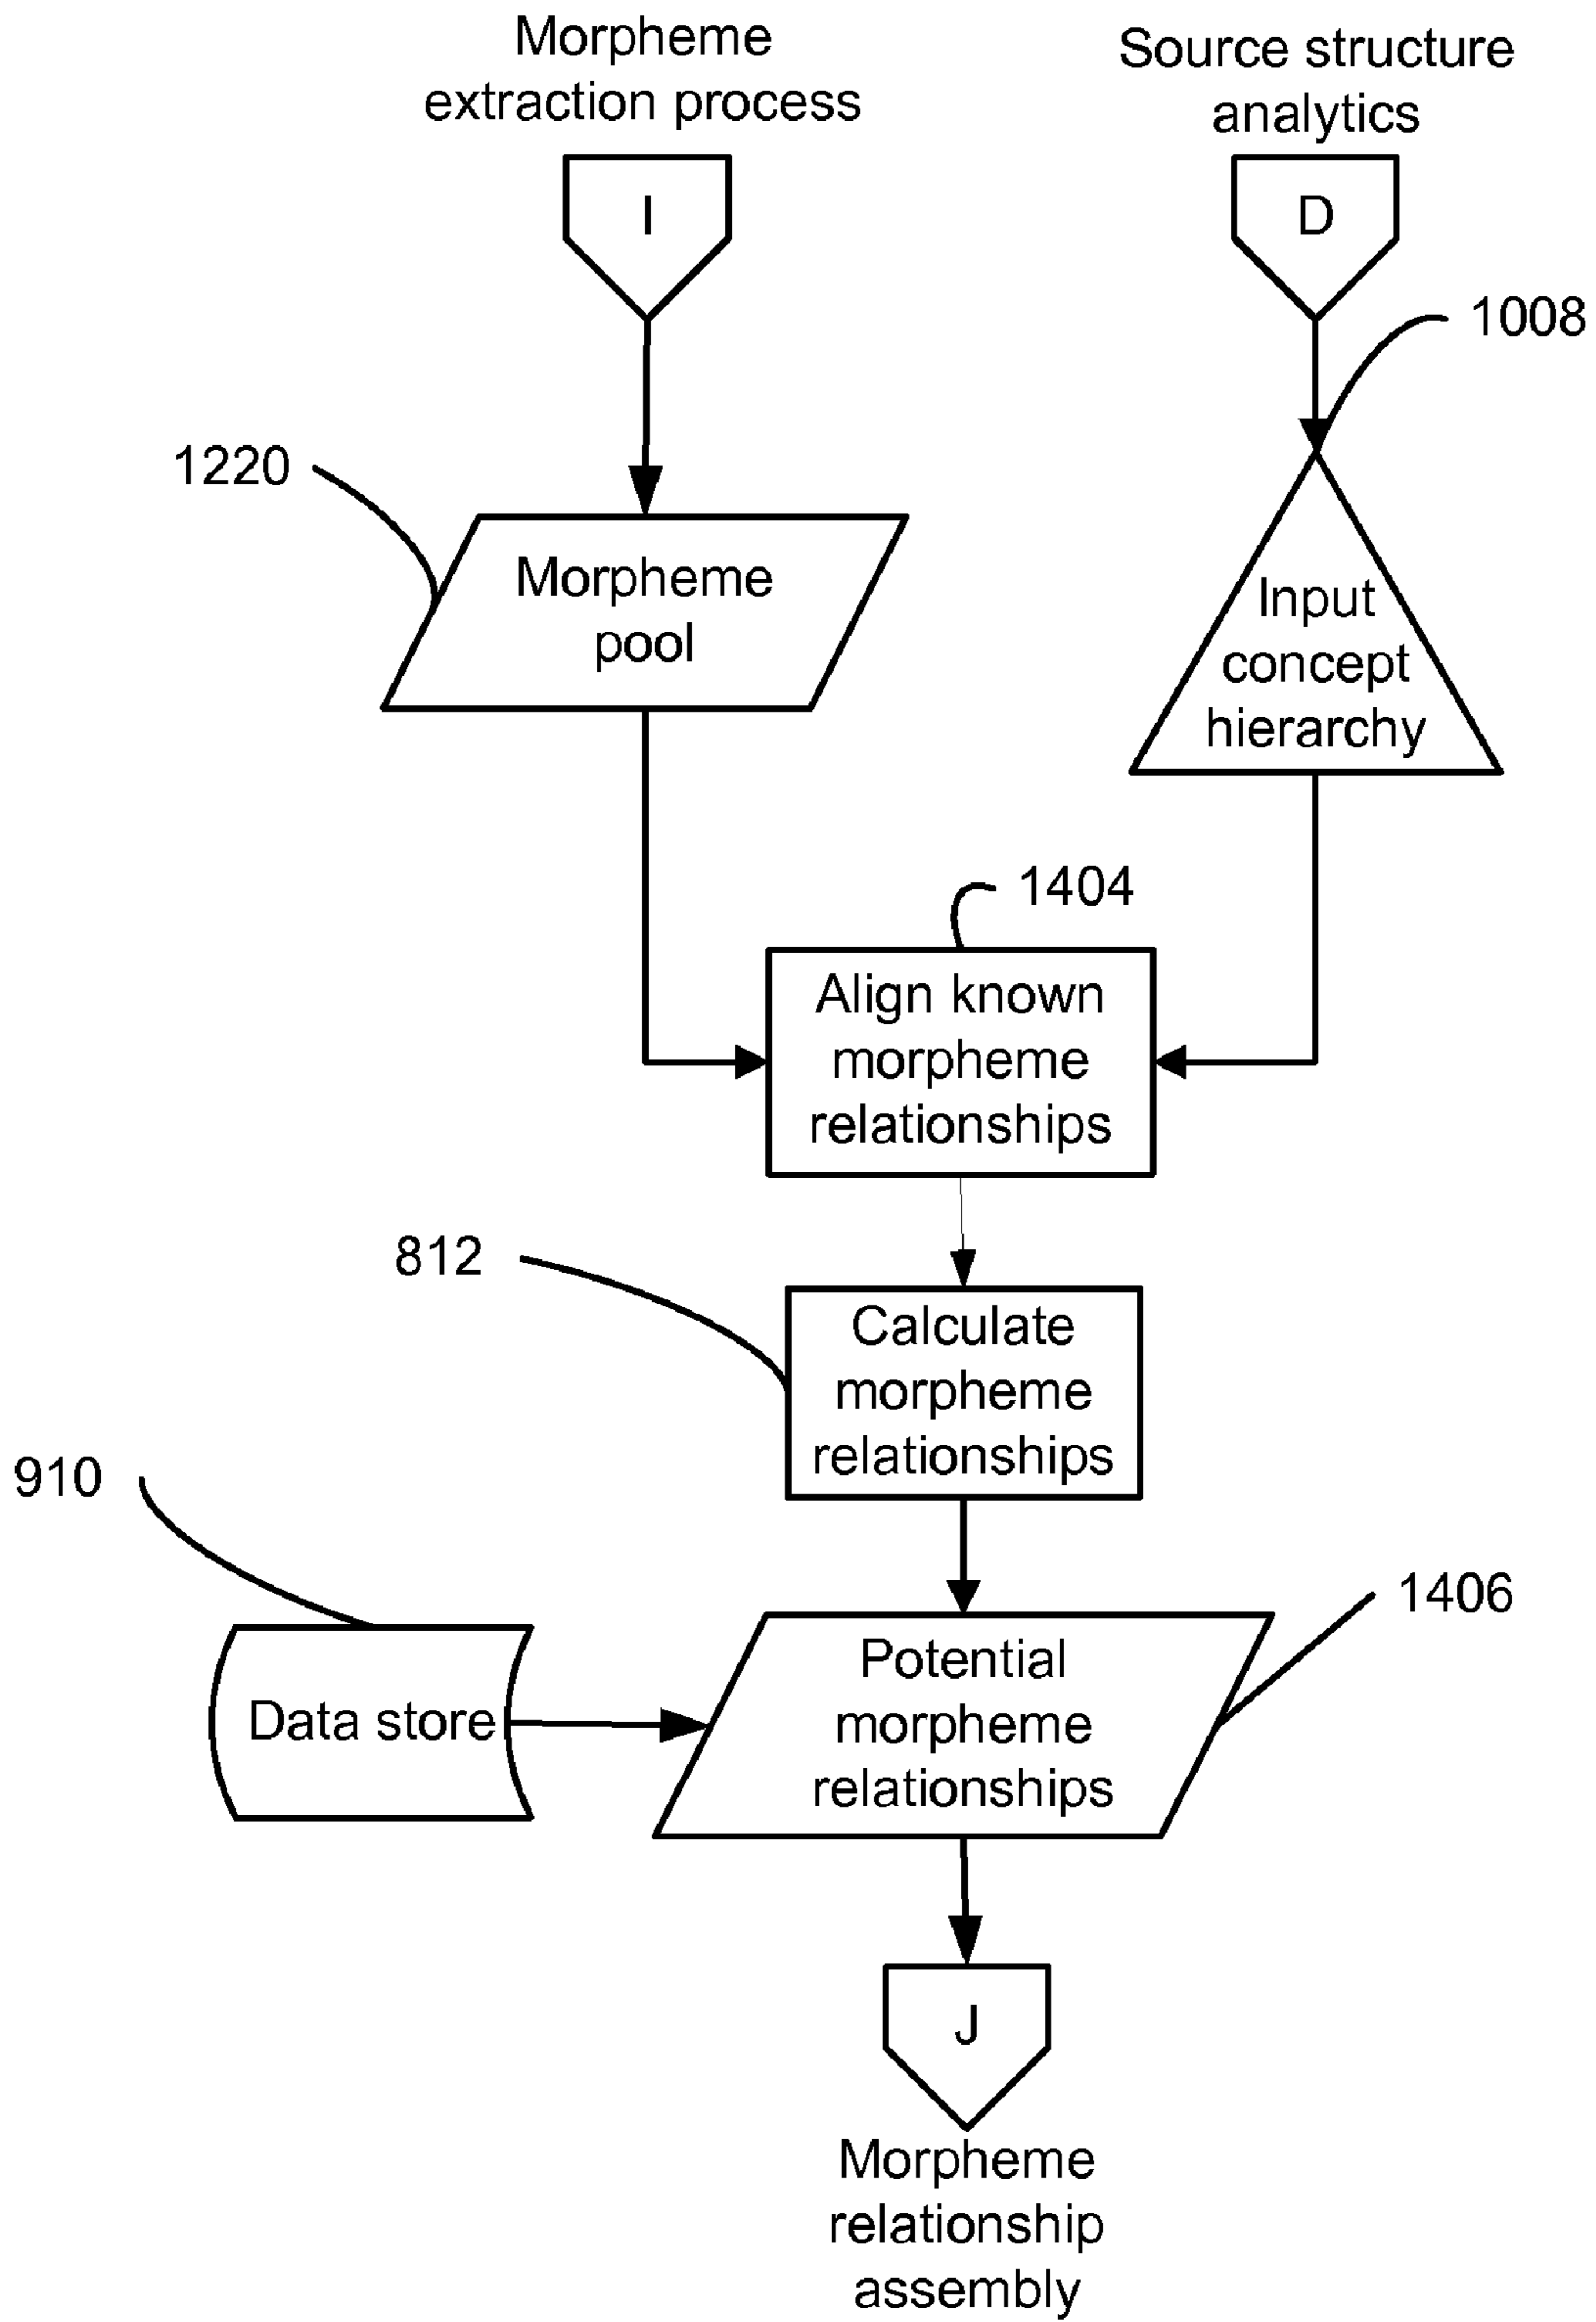 Morpheme
extraction process
Source structure
analytics
I
D
1008
1220
Morpheme
pool
Input
concept
hierarchy
1404
Align known
morpheme
relationships
812
Calculate
morpheme
relationships
910
1406
Data store
Potential
morpheme
relationships
J
Morpheme
relationship
assembly